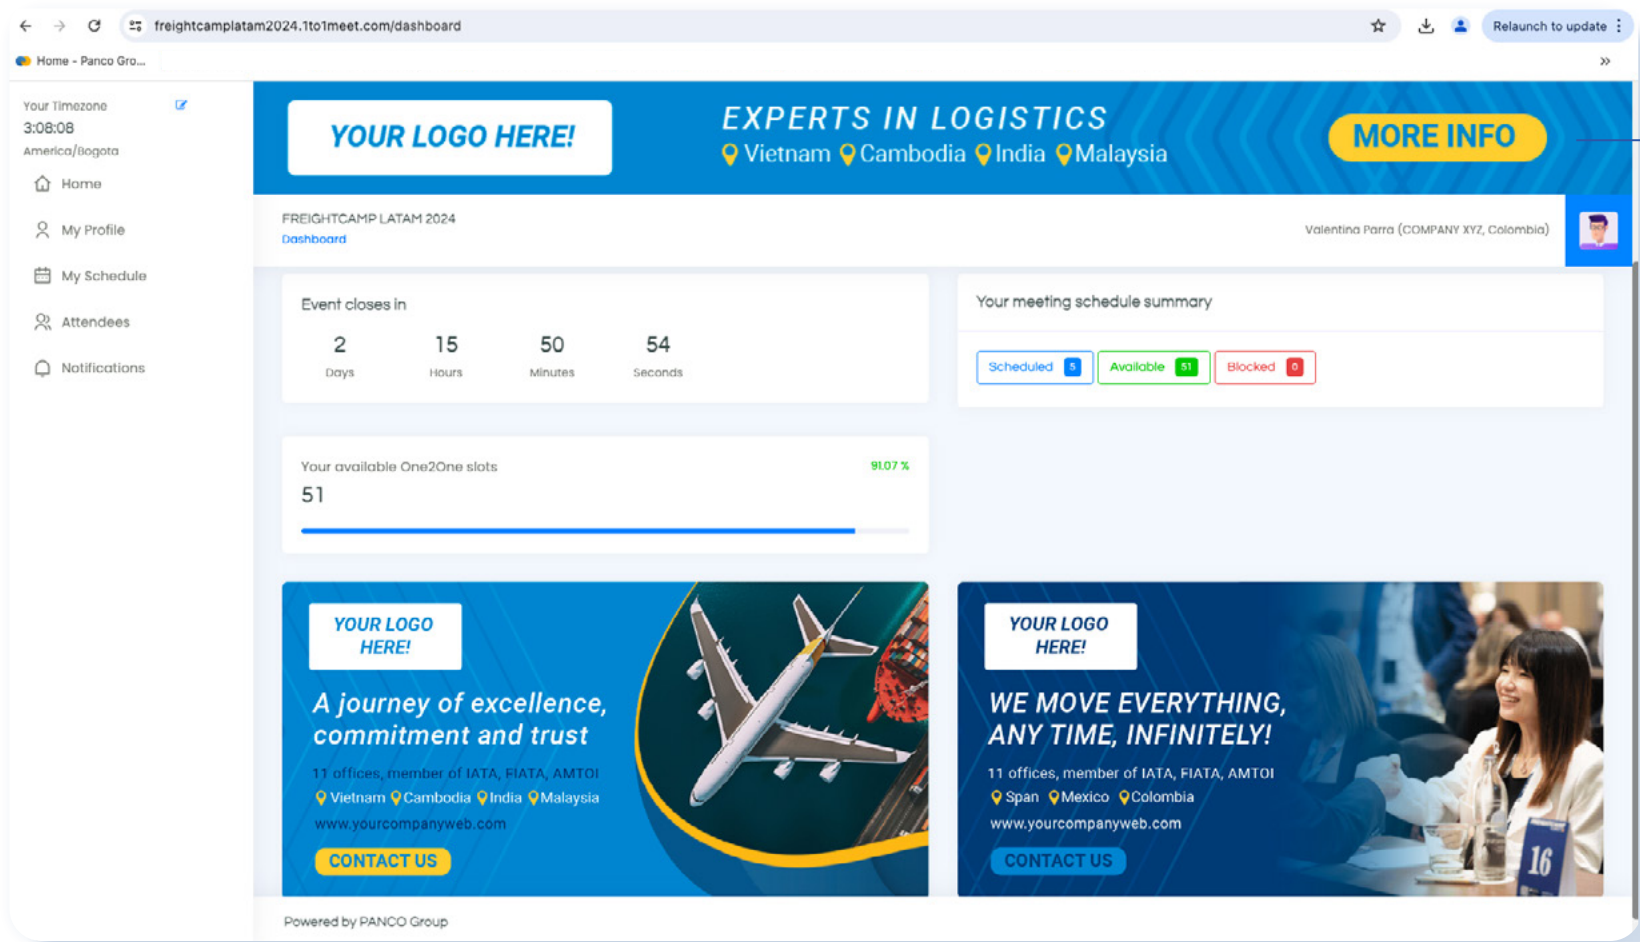 freightcamplatam2024.1to1meet.com/dashboard
Relaunch to update
Home - Panco Gro...
Your Timezone
3:08:08
America/Bogota
Home
My Profile
My Schedule
Attendees
Notifications
YOUR LOGO HERE!
EXPERTS IN LOGISTICS
Vietnam Cambodia India Malaysia
MORE INFO
FREIGHTCAMP LATAM 2024
Dashboard
Valentina Parra (COMPANY XYZ, Colombia)
Event closes in
2 15 50 54
Days Hours Minutes Seconds
Your meeting schedule summary
Scheduled 5 Available 51 Blocked 0
Your available One2One slots 91.07 %
51
YOUR LOGO
HERE!
A journey of excellence,
commitment and trust
11 offices, member of IATA, FIATA, AMTOI
Vietnam Cambodia India Malaysia
www.yourcompanyweb.com
CONTACT US
YOUR LOGO
HERE!
WE MOVE EVERYTHING,
ANY TIME, INFINITELY!
11 offices, member of IATA, FIATA, AMTOI
Span Mexico Colombia
www.yourcompanyweb.com
CONTACT US
16
Powered by PANCO Group